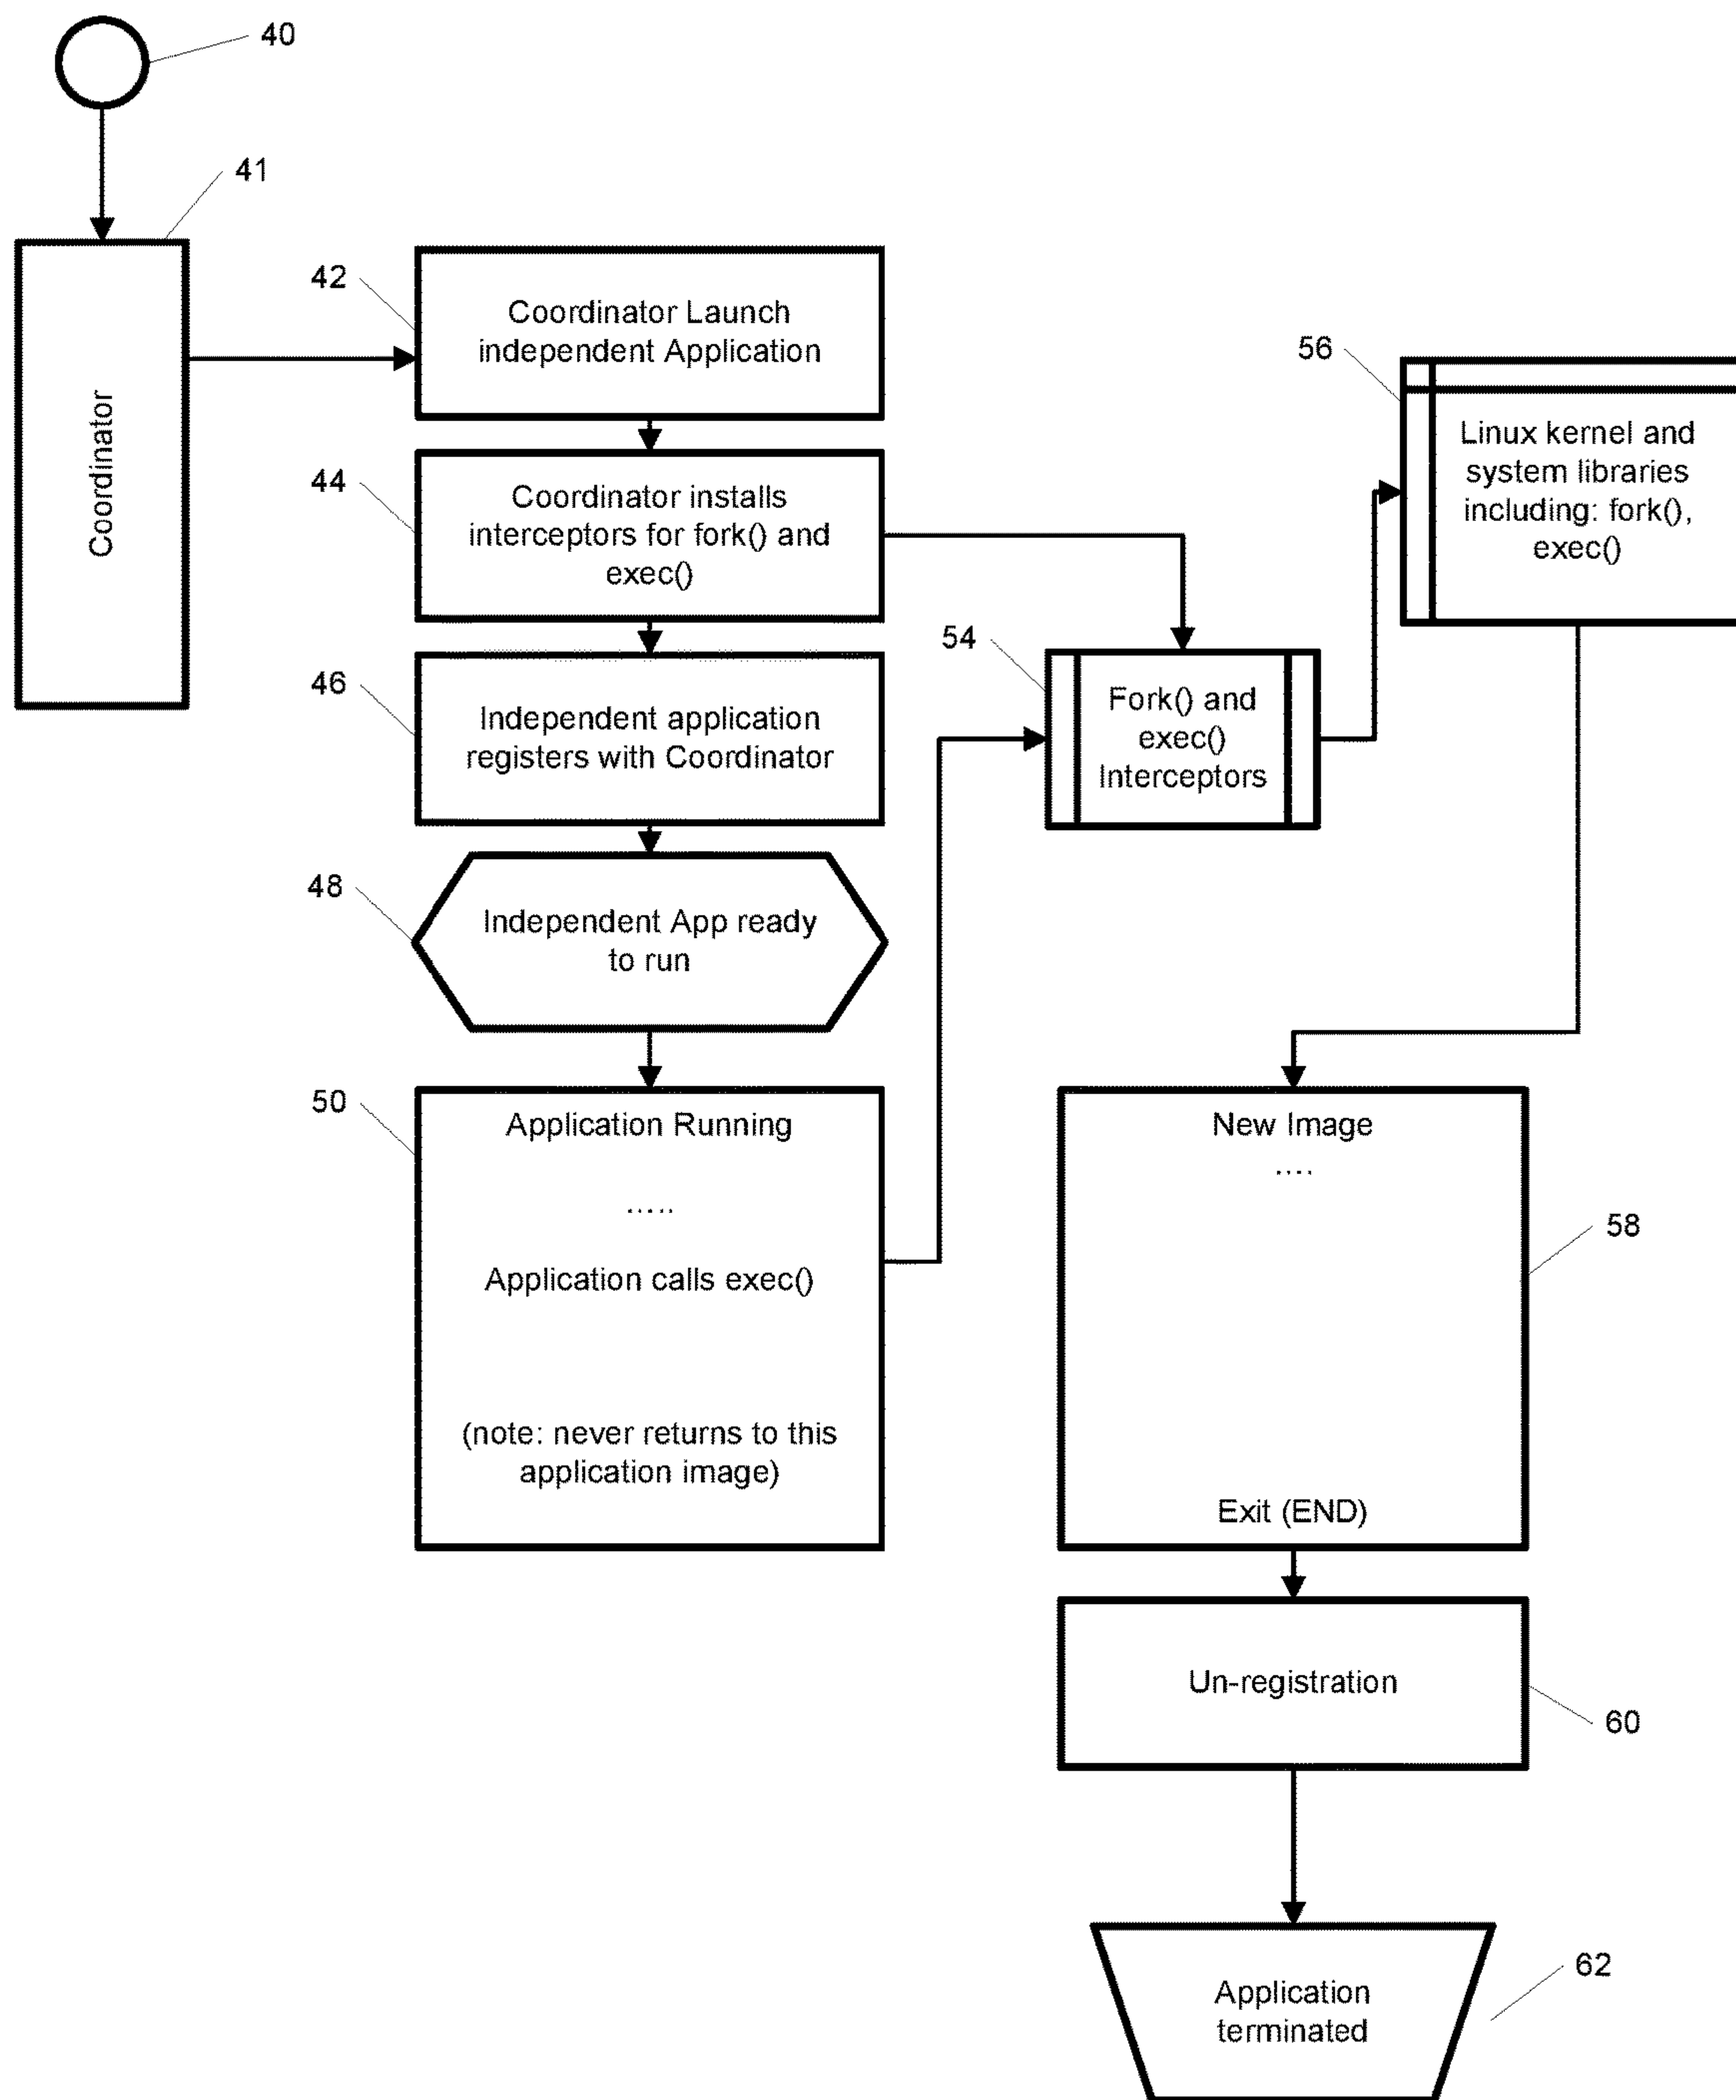 40
41
Coordinator
42
Coordinator Launch
independent Application
44
Coordinator installs
interceptors for fork() and
exec()
46
Independent application
registers with Coordinator
48
Independent App ready
to run
50
Application Running
.....
Application calls exec()
(note: never returns to this
application image)
54
Fork() and
exec()
Interceptors
56
Linux kernel and
system libraries
including: fork(),
exec()
New Image
....
Exit (END)
58
Un-registration
60
Application
terminated
62